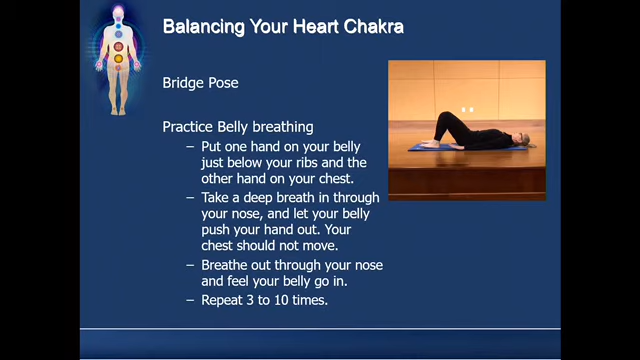 Balancing Your Heart Chakra
Bridge Pose
Practice Belly breathing
– Put one hand on your belly
just below your ribs and the
other hand on your chest.
– Take a deep breath in through
your nose, and let your belly
push your hand out. Your
chest should not move.
– Breathe out through your nose
and feel your belly go in.
– Repeat 3 to 10 times.